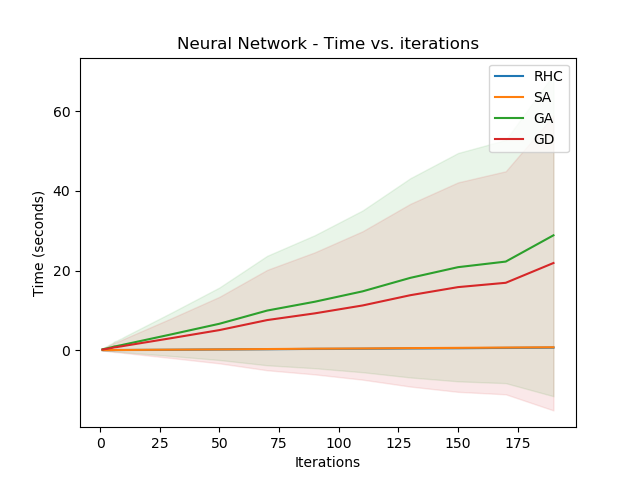 Neural Network - Time vs. iterations
RHC
SA
GA
GD
60
40
20
0
Time (seconds)
0 25 50 75 100 125 150 175
Iterations